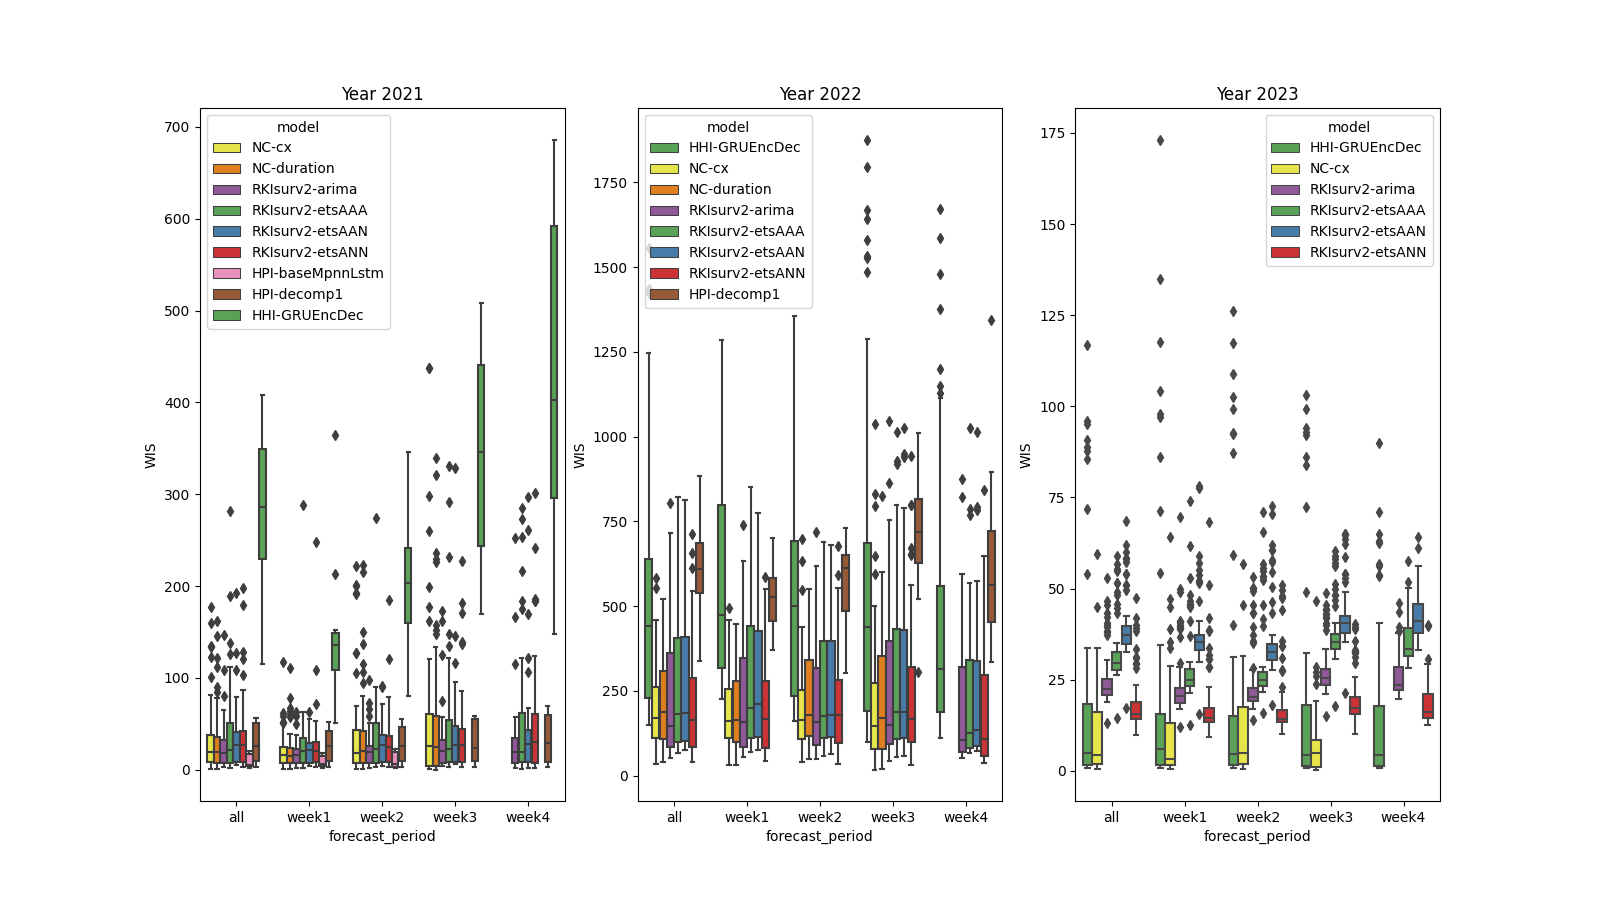 Year 2021
700
600
500
400
300
200
100
0
WIS
model
NC-cx
NC-duration
RKIsurv2-arima
RKIsurv2-etsAAA
RKIsurv2-etsAAN
RKIsurv2-etsANN
HPI-baseMpnnLstm
HPI-decomp1
HHI-GRUEncDec
all week1 week2 week3 week4
forecast_period
Year 2022
1750
1500
1250
1000
750
500
250
0
WIS
model
HHI-GRUEncDec
NC-cx
NC-duration
RKIsurv2-arima
RKIsurv2-etsAAA
RKIsurv2-etsAAN
RKIsurv2-etsANN
HPI-decomp1
all week1 week2 week3 week4
forecast_period
Year 2023
175
150
125
100
75
50
25
0
WIS
model
HHI-GRUEncDec
NC-cx
RKIsurv2-arima
RKIsurv2-etsAAA
RKIsurv2-etsAAN
RKIsurv2-etsANN
all week1 week2 week3 week4
forecast_period